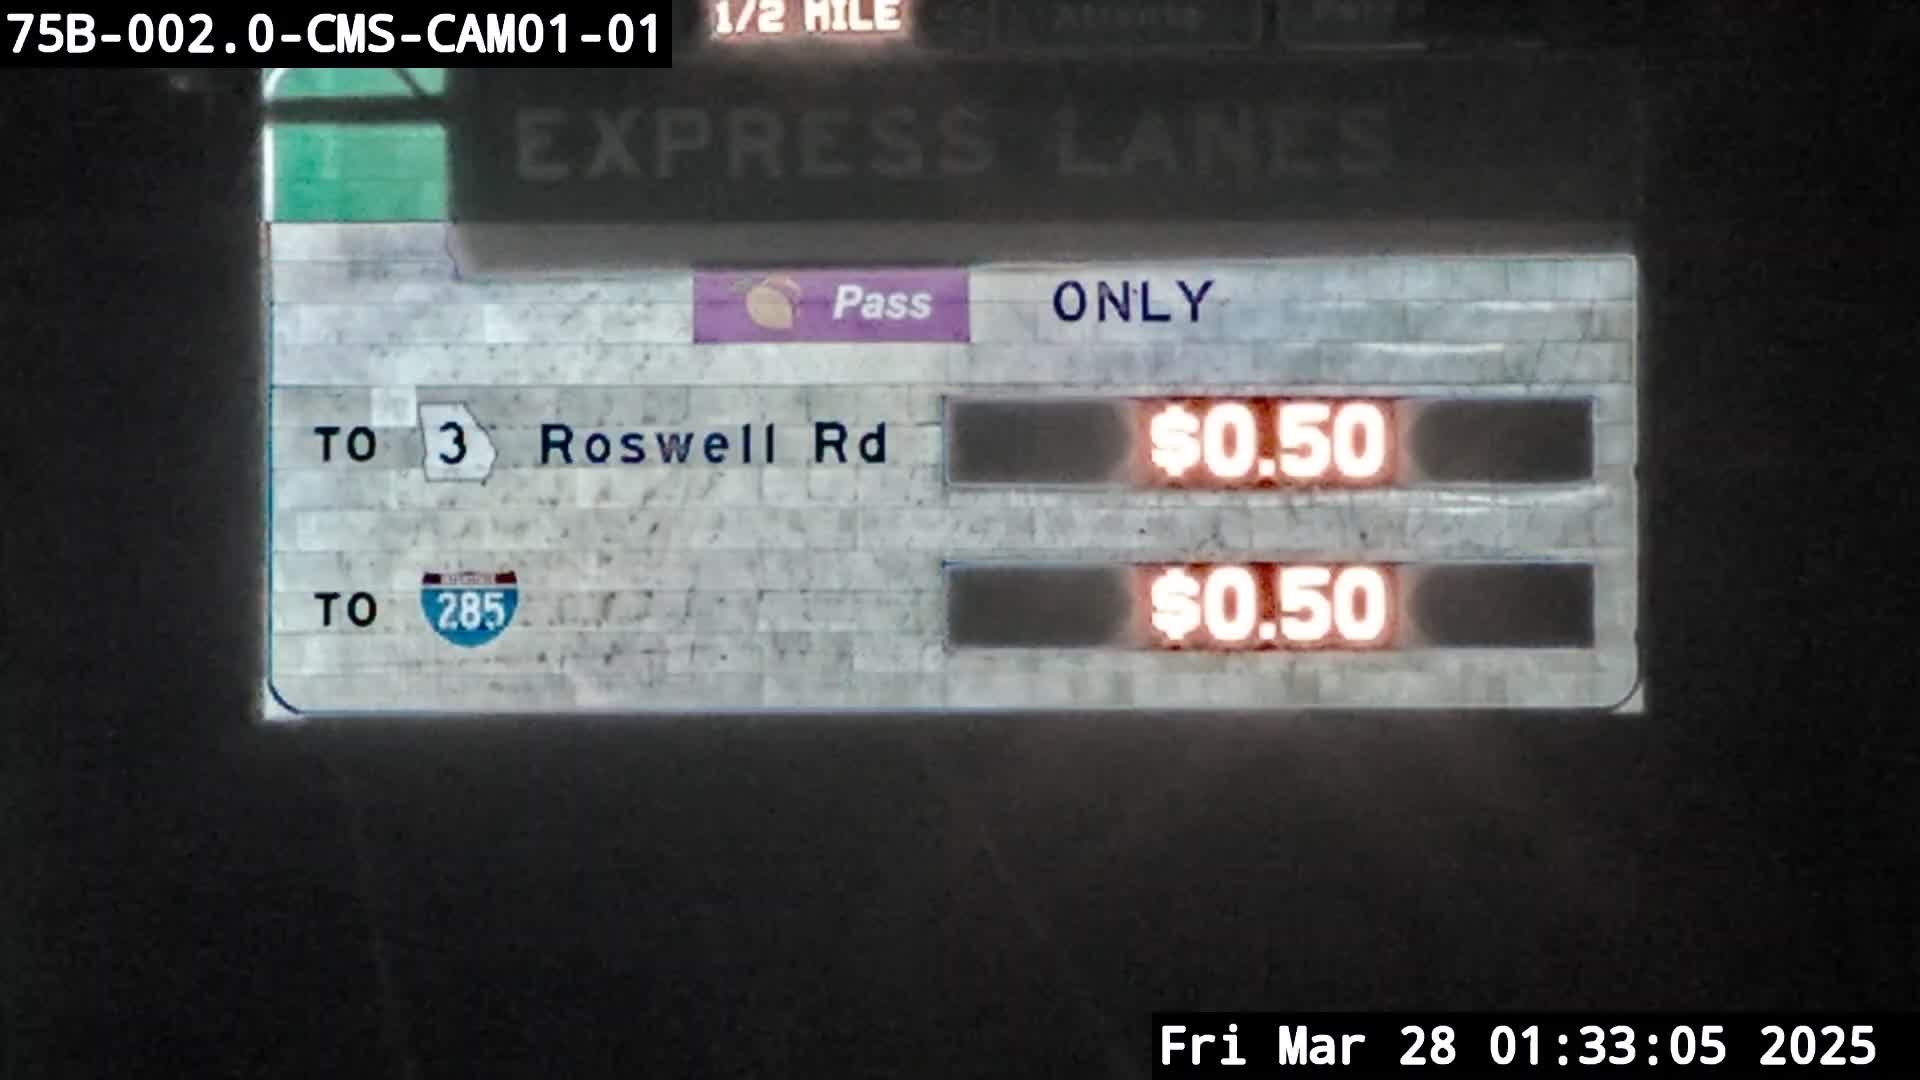 75B-002.0-CMS-CAM01-01
1/2 MILE
EXPRESS LANES
Pass ONLY
TO 3 Roswell Rd $0.50
TO 285 $0.50
Fri Mar 28 01:33:05 2025